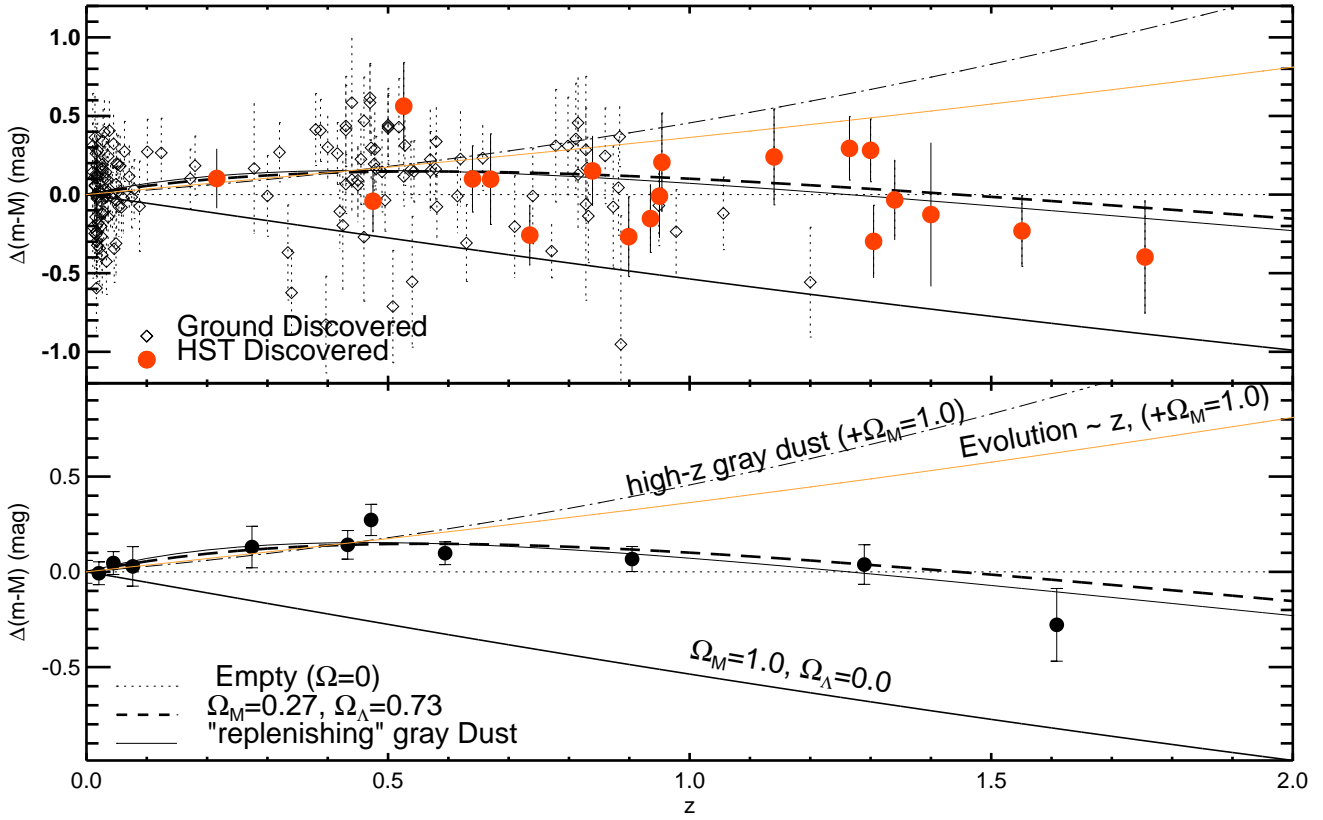 1.0
0.5
0.0
-0.5
-1.0
Δ(m-M) (mag)
Ground Discovered
HST Discovered
0.5
0.0
-0.5
Δ(m-M) (mag)
high-z gray dust (+Ω_M=1.0)
Evolution ~ z, (+Ω_M=1.0)
Ω_M=1.0, Ω_Λ=0.0
Empty (Ω=0)
Ω_M=0.27, Ω_Λ=0.73
"replenishing" gray Dust
0.0 0.5 1.0 1.5 2.0
z